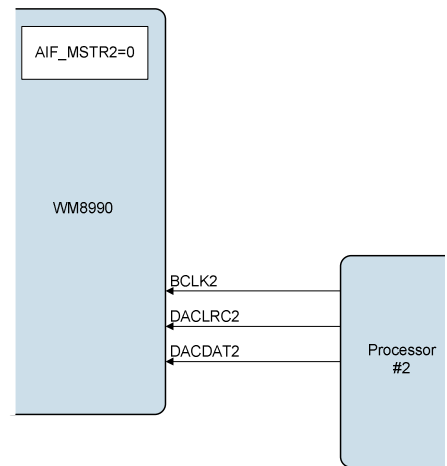 AIF_MSTR2=0
WM8990
BCLK2
DACLRC2
DACDAT2
Processor
#2